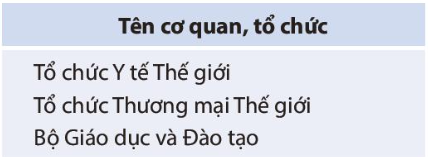 Tên cơ quan, tổ chức
Tổ chức Y tế Thế giới
Tổ chức Thương mại Thế giới
Bộ Giáo dục và Đào tạo